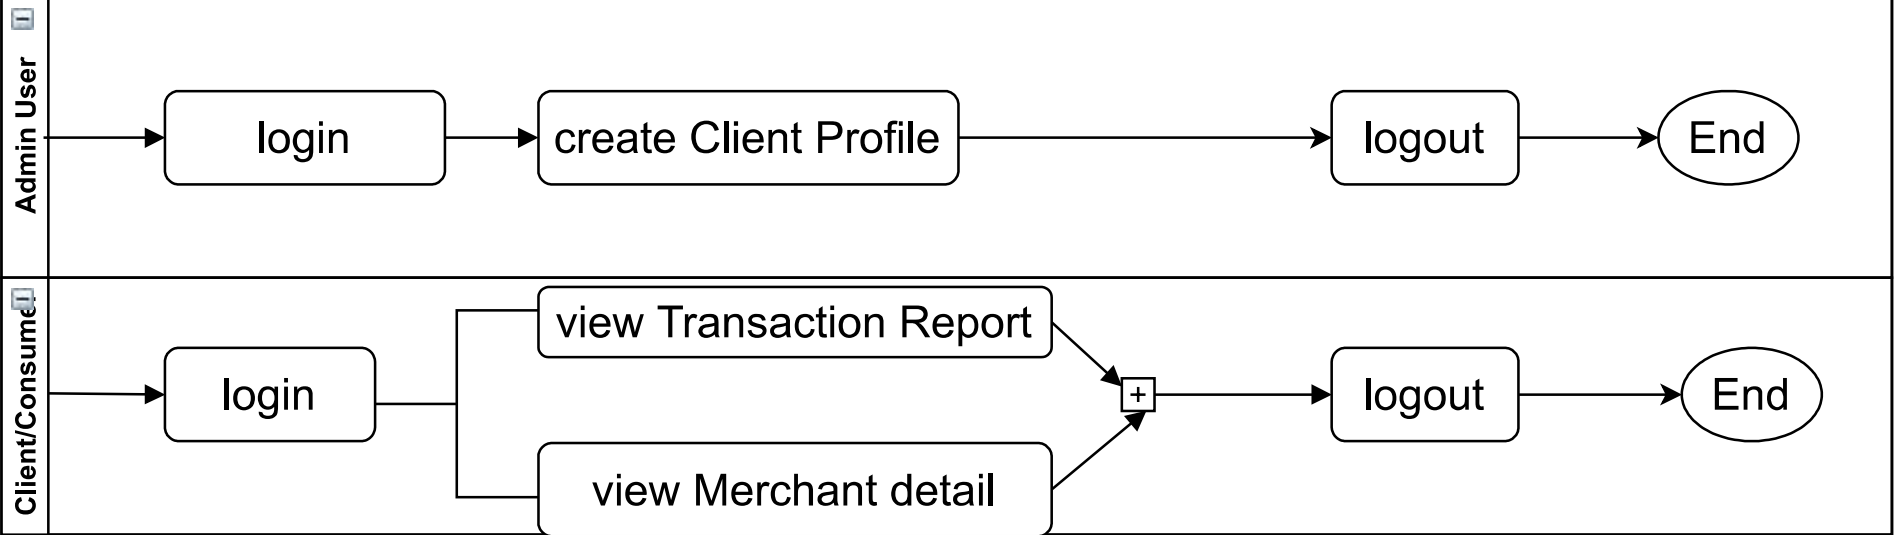 Admin User
login
create Client Profile
logout
End
Client/Consume
login
view Transaction Report
view Merchant detail
+
logout
End